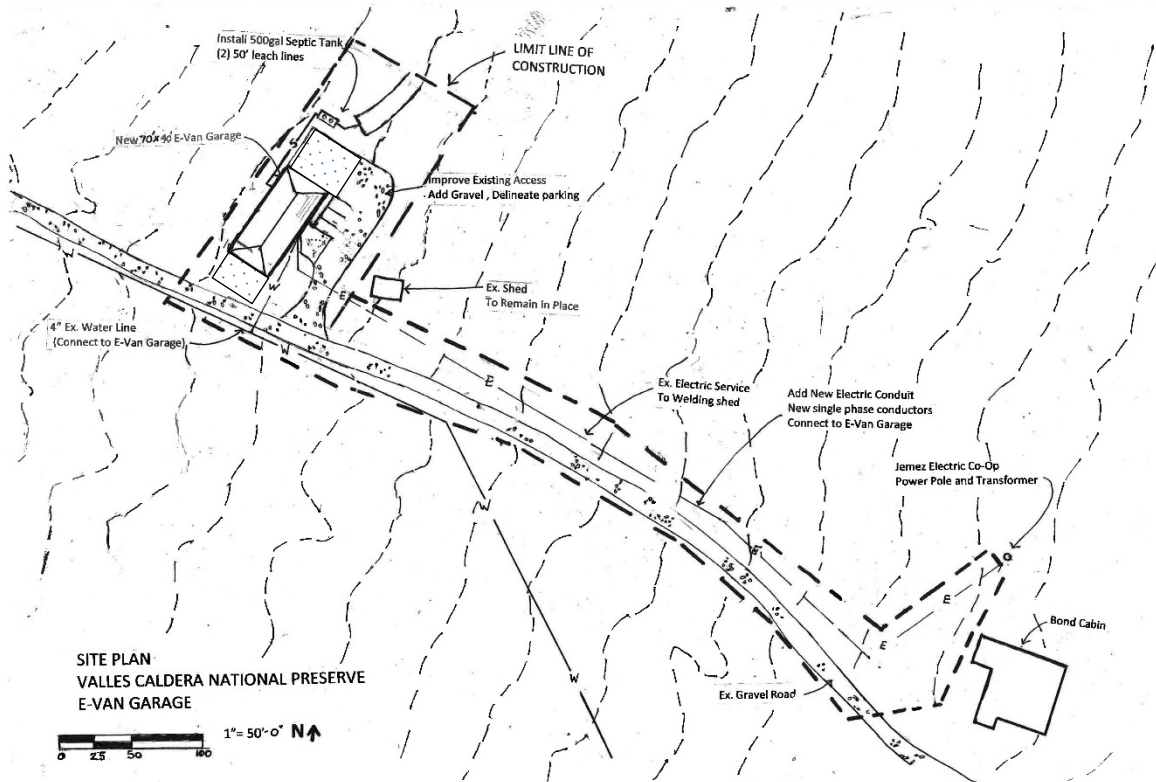 Install 500gal Septic Tank
(2) 50' leach lines
LIMIT LINE OF
CONSTRUCTION
New 70'x40' E-Van Garage
S
Improve Existing Access
Add Gravel , Delineate parking
W
W
E
Ex. Shed
To Remain In Place
4" Ex. Water Line
(Connect to E-Van Garage)
W
E
Ex. Electric Service
To Welding shed
Add New Electric Conduit
New single phase conductors
Connect to E-Van Garage
Jemez Electric Co-Op
Power Pole and Transformer
W
E
E
E
Bond Cabin
W
Ex. Gravel Road
SITE PLAN
VALLES CALDERA NATIONAL PRESERVE
E-VAN GARAGE
1"= 50'-0" N
0 25 50 100